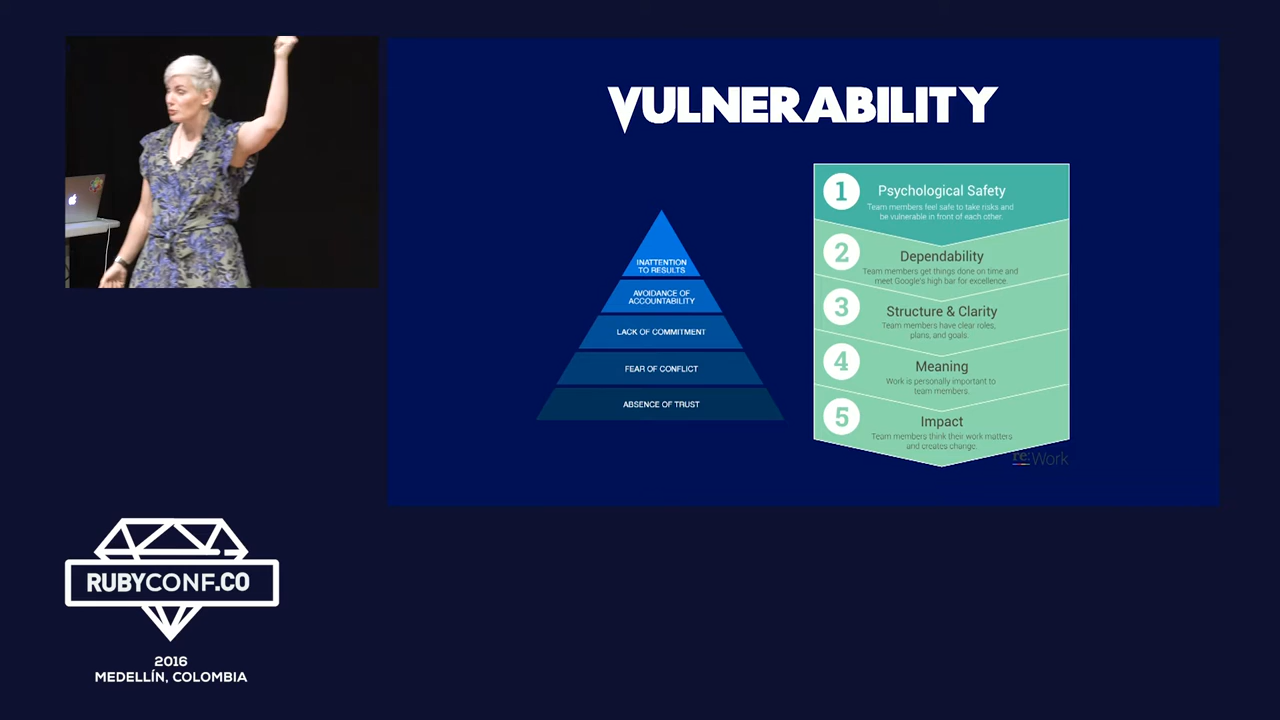 VULNERABILITY
INATTENTION
TO RESULTS
AVOIDANCE OF
ACCOUNTABILITY
LACK OF COMMITMENT
FEAR OF CONFLICT
ABSENCE OF TRUST
1
Psychological Safety
Team members feel safe to take risks and
be vulnerable in front of each other.
2
Dependability
Team members get things done on time and
meet Google's high bar for excellence.
3
Structure & Clarity
Team members have clear roles,
plans, and goals
4
Meaning
Work is personally important to
team members.
5
Impact
Team members think their work matters
and creates change.
re:Work
RUBYCONF.CO
2016
MEDELLÍN, COLOMBIA